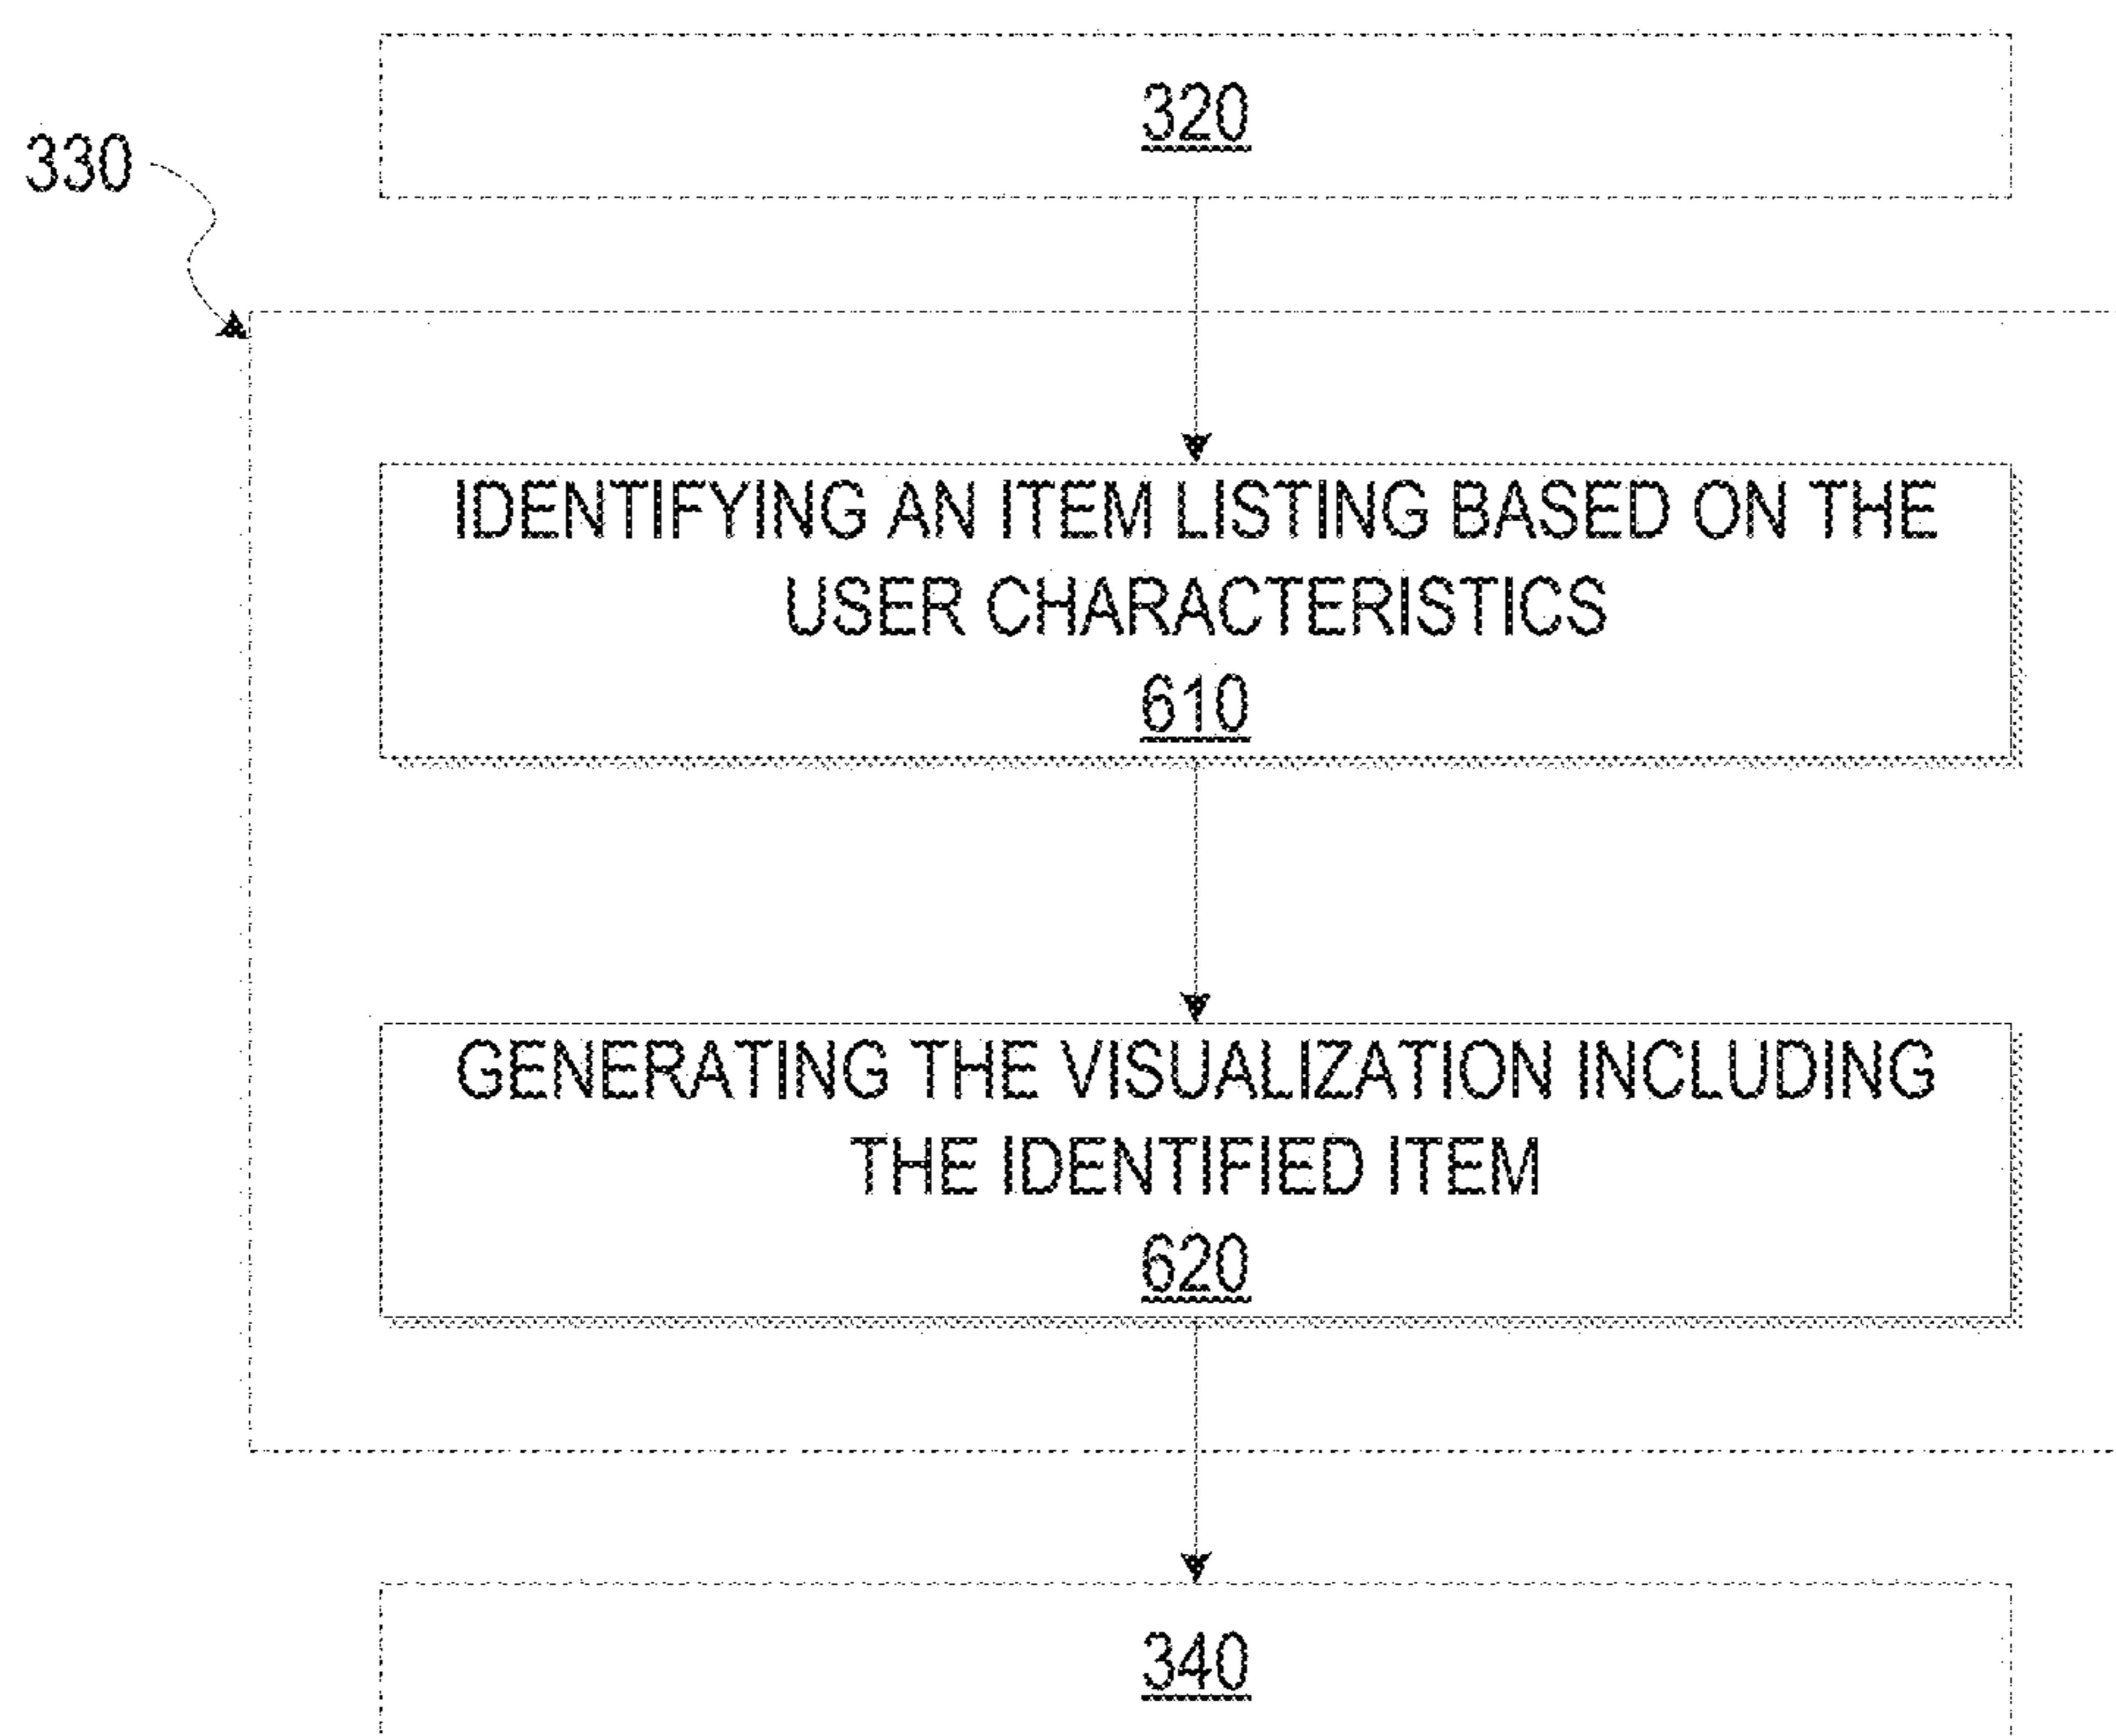 320
330
IDENTIFYING AN ITEM LISTING BASED ON THE
USER CHARACTERISTICS
610
GENERATING THE VISUALIZATION INCLUDING
THE IDENTIFIED ITEM
620
340